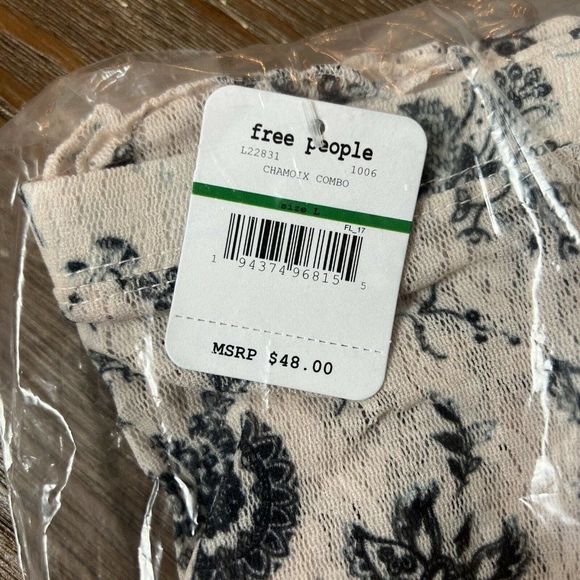 free people
L22831 1006
CHAMOIX COMBO
size L
FL_17
1 94374 96815 5
MSRP $48.00